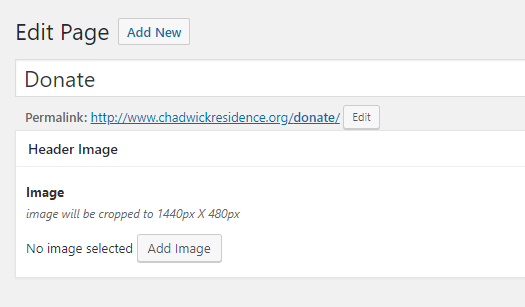 Edit Page Add New
Donate
Permalink: http://www.chadwickresidence.org/donate/ Edit
Header Image
Image
image will be cropped to 1440px X 480px
No image selected Add Image